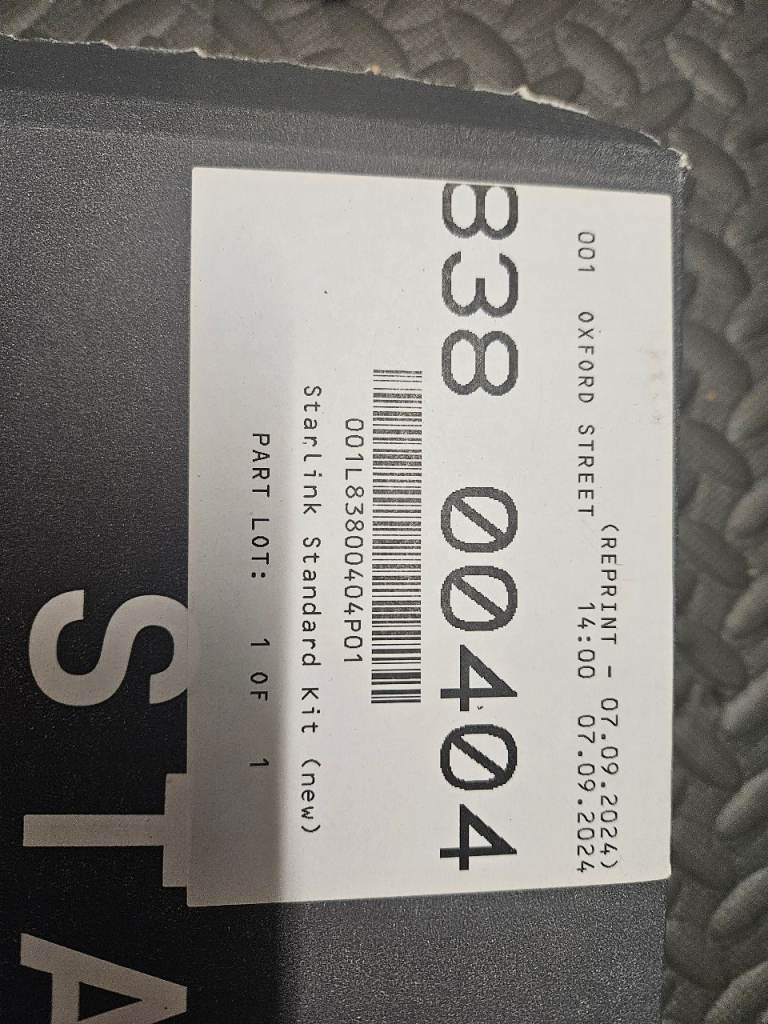 (REPRINT - 07.09.2024)
001 OXFORD STREET 14:00 07.09.2024
838 00404
001L83800404P01
Starlink Standard Kit (new)
PART LOT: 1 OF 1
STA